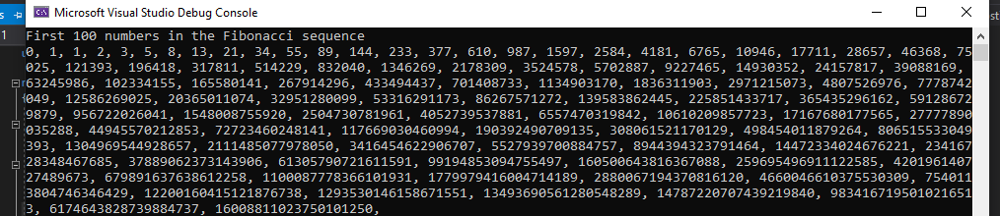 Microsoft Visual Studio Debug Console
First 100 numbers in the Fibonacci sequence
0, 1, 1, 2, 3, 5, 8, 13, 21, 34, 55, 89, 144, 233, 377, 610, 987, 1597, 2584, 4181, 6765, 10946, 17711, 28657, 46368, 75
025, 121393, 196418, 317811, 514229, 832040, 1346269, 2178309, 3524578, 5702887, 9227465, 14930352, 24157817, 39088169, 
63245986, 102334155, 165580141, 267914296, 433494437, 701408733, 1134903170, 1836311903, 2971215073, 4807526976, 7778742
049, 12586269025, 20365011074, 32951280099, 53316291173, 86267571272, 139583862445, 225851433717, 365435296162, 59128672
9879, 956722026041, 1548008755920, 2504730781961, 4052739537881, 6557470319842, 10610209857723, 17167680177565, 27777890
035288, 44945570212853, 72723460248141, 117669030460994, 190392490709135, 308061521170129, 498454011879264, 806515533049
393, 1304969544928657, 2111485077978050, 3416454622906707, 5527939700884757, 8944394323791464, 14472334024676221, 234167
28348467685, 37889062373143906, 61305790721611591, 99194853094755497, 160500643816367088, 259695496911122585, 4201961407
27489673, 679891637638612258, 1100087778366101931, 1779979416004714189, 2880067194370816120, 4660046610375530309, 754011
3804746346429, 12200160415121876738, 1293530146158671551, 13493690561280548289, 14787220707439219840, 983416719501021651
3, 6174643828739884737, 16008811023750101250,